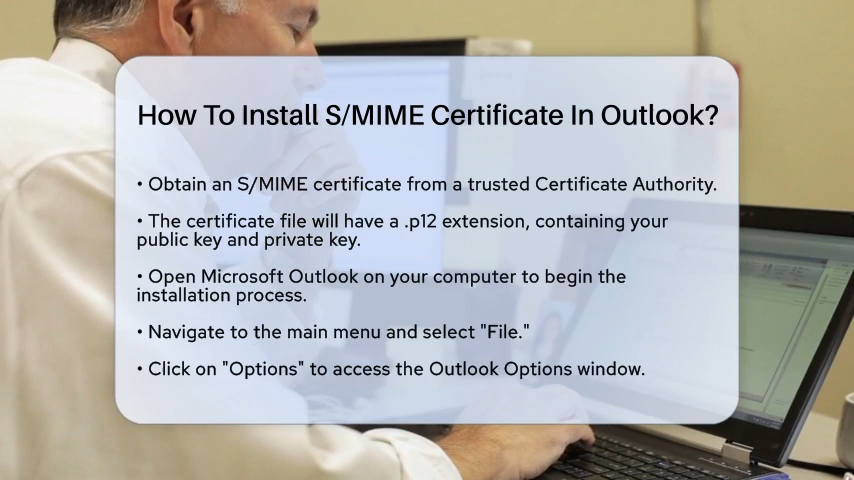 How To Install S/MIME Certificate In Outlook?
• Obtain an S/MIME certificate from a trusted Certificate Authority.
• The certificate file will have a .p12 extension, containing your
public key and private key.
• Open Microsoft Outlook on your computer to begin the
installation process.
• Navigate to the main menu and select "File."
• Click on "Options" to access the Outlook Options window.